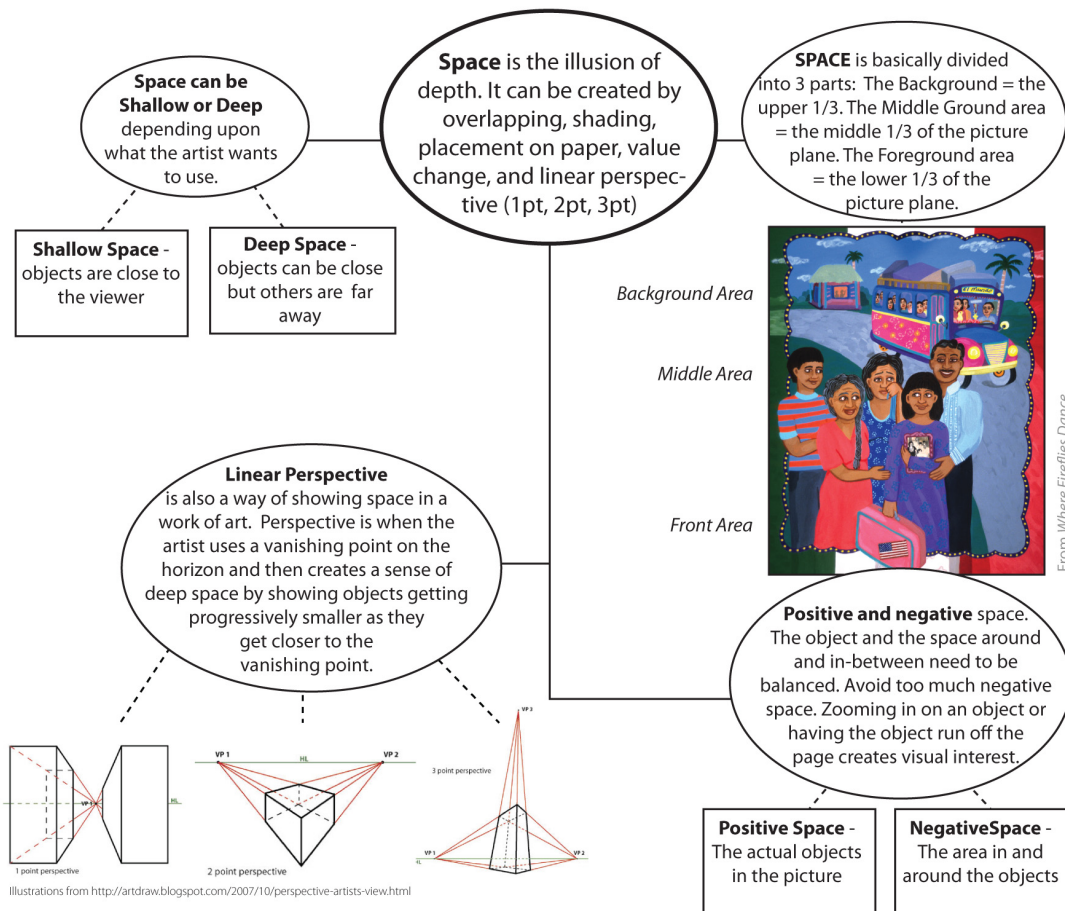 Space can be
Shallow or Deep
depending upon
what the artist wants
to use.
Space is the illusion of
depth. It can be created by
overlapping, shading,
placement on paper, value
change, and linear perspec-
tive (1pt, 2pt, 3pt)
SPACE is basically divided
into 3 parts:  The Background = the
upper 1/3. The Middle Ground area
= the middle 1/3 of the picture
plane. The Foreground area
= the lower 1/3 of the
picture plane.
Shallow Space -
objects are close to
the viewer
Deep Space -
objects can be close
but others are  far
away
Background Area
Middle Area
Front Area
From Where Fireflies Dance
Linear Perspective
is also a way of showing space in a
work of art.  Perspective is when the
artist uses a vanishing point on the
horizon and then creates a sense of
deep space by showing objects getting
progressively smaller as they
get closer to the
vanishing point.
Positive and negative space.
The object and the space around
and in-between need to be
balanced. Avoid too much negative
space. Zooming in on an object or
having the object run off the
page creates visual interest.
VP 1
HL
1 point perspective
VP 1
HL
VP 2
2 point perspective
VP 3
3 point perspective
VP 1
VP 2
Illustrations from http://artdraw.blogspot.com/2007/10/perspective-artists-view.html
Positive Space -
The actual objects
in the picture
NegativeSpace -
The area in and
around the objects